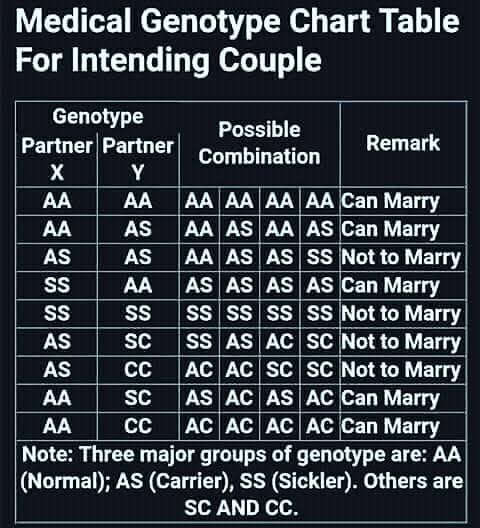 Medical Genotype Chart Table
For Intending Couple
Genotype
Possible
Combination
Remark
Partner Partner
X Y
AA AA AA AA AA AA Can Marry
AA AS AA AS AA AS Can Marry
AS AS AA AS AS SS Not to Marry
SS AA AS AS AS AS Can Marry
SS SS SS SS SS SS Not to Marry
AS SC SS AS AC SC Not to Marry
AS CC AC AC SC SC Not to Marry
AA SC AS AC AS AC Can Marry
AA CC AC AC AC AC Can Marry
Note: Three major groups of genotype are: AA
(Normal); AS (Carrier), SS (Sickler). Others are
SC AND CC.